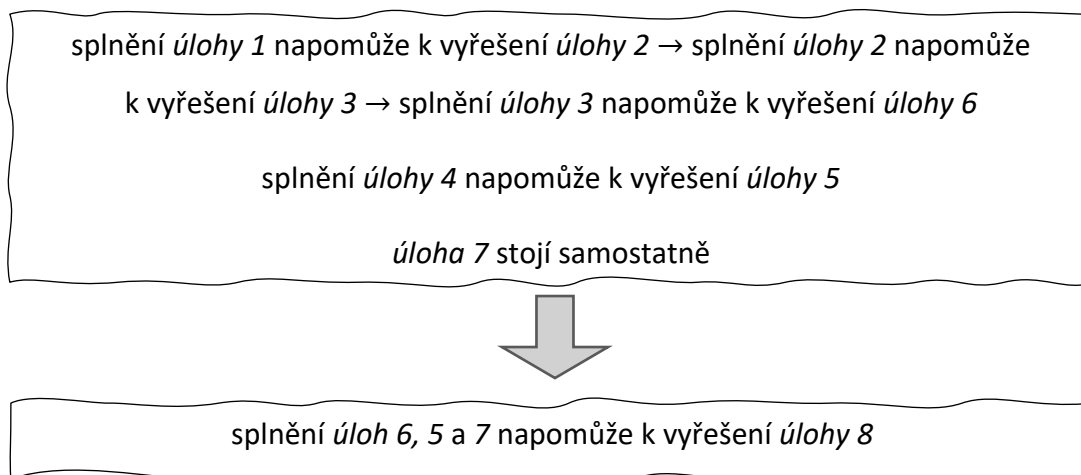 splnění úlohy 1 napomůže k vyřešení úlohy 2 → splnění úlohy 2 napomůže
k vyřešení úlohy 3 → splnění úlohy 3 napomůže k vyřešení úlohy 6
splnění úlohy 4 napomůže k vyřešení úlohy 5
úloha 7 stojí samostatně
splnění úloh 6, 5 a 7 napomůže k vyřešení úlohy 8